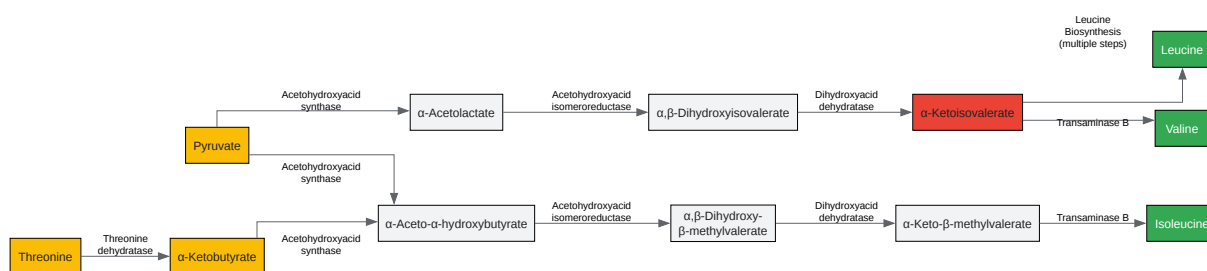 Leucine
Biosynthesis
(multiple steps)
Leucine
Acetohydroxyacid
synthase
Acetohydroxyacid
isomeroreductase
Dihydroxyacid
dehydratase
α-Acetolactate
α,β-Dihydroxyisovalerate
α-Ketoisovalerate
Transaminase B
Valine
Pyruvate
Acetohydroxyacid
synthase
Acetohydroxyacid
isomeroreductase
Dihydroxyacid
dehydratase
α-Aceto-α-hydroxybutyrate
α,β-Dihydroxy-
β-methylvalerate
α-Keto-β-methylvalerate
Transaminase B
Isoleucine
Threonine
dehydratase
Acetohydroxyacid
synthase
Threonine
α-Ketobutyrate